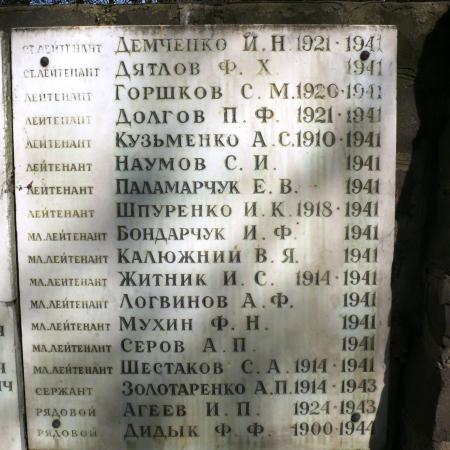 СТ.ЛЕЙТЕНАНТ ДЕМЧЕНКО И.Н. 1921-1941
СТ.ЛЕЙТЕНАНТ ДЯТЛОВ Ф.Х. 1941
ЛЕЙТЕНАНТ ГОРШКОВ С.М. 1920-1941
ЛЕЙТЕНАНТ ДОЛГОВ П.Ф. 1921-1941
ЛЕЙТЕНАНТ КУЗЬМЕНКО А.С. 1910-1941
ЛЕЙТЕНАНТ НАУМОВ С.И. 1941
ЛЕЙТЕНАНТ ПАЛАМАРЧУК Е.В. 1941
ЛЕЙТЕНАНТ ШПУРЕНКО И.К. 1918-1941
МЛ.ЛЕЙТЕНАНТ БОНДАРЧУК И.Ф. 1941
МЛ.ЛЕЙТЕНАНТ КАЛЮЖНИЙ В.Я. 1941
МЛ.ЛЕЙТЕНАНТ ЖИТНИК И.С. 1914-1941
МЛ.ЛЕЙТЕНАНТ ЛОГВИНОВ А.Ф. 1941
МЛ.ЛЕЙТЕНАНТ МУХИН Ф.Н. 1941
МЛ.ЛЕЙТЕНАНТ СЕРОВ А.П. 1941
МЛ.ЛЕЙТЕНАНТ ШЕСТАКОВ С.А. 1914-1941
СЕРЖАНТ ЗОЛОТАРЕНКО А.П. 1914-1943
РЯДОВОЙ АГЕЕВ И.П. 1924-1943
РЯДОВОЙ ДИДЫК Ф.Ф. 1900-1944